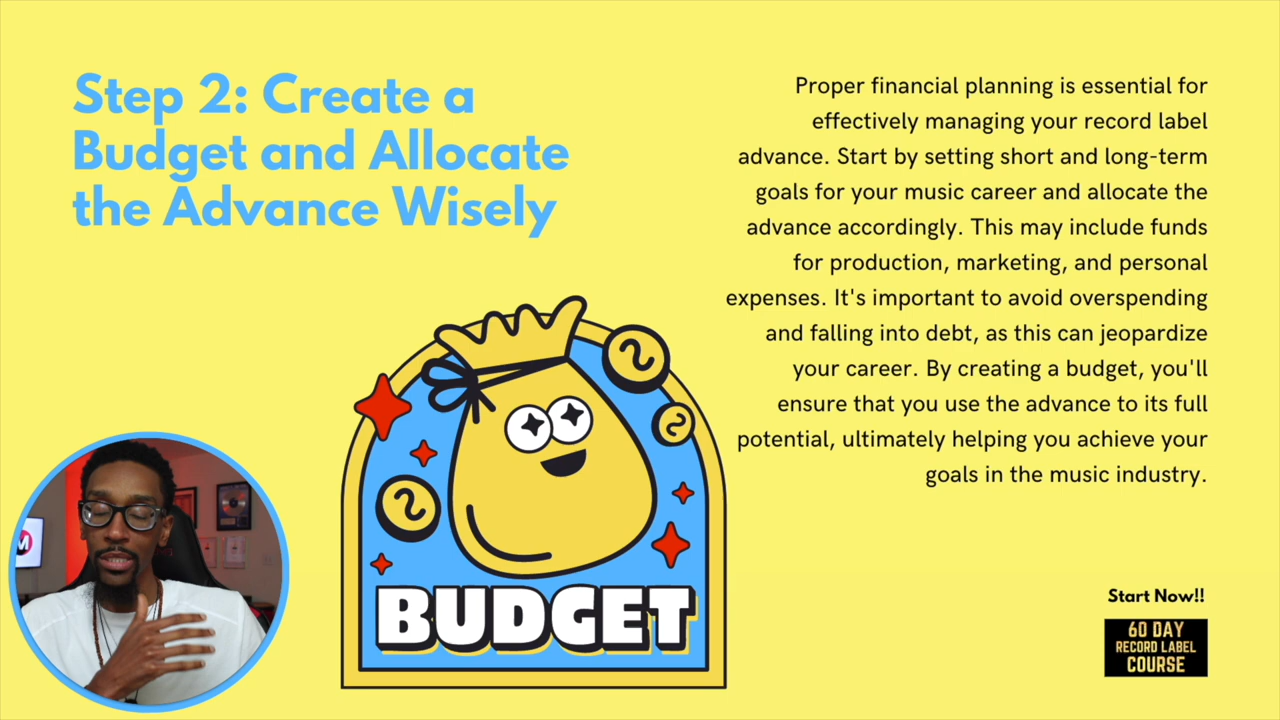 Step 2: Create a
Budget and Allocate
the Advance Wisely
Proper financial planning is essential for
effectively managing your record label
advance. Start by setting short and long-term
goals for your music career and allocate the
advance accordingly. This may include funds
for production, marketing, and personal
expenses. It's important to avoid overspending
and falling into debt, as this can jeopardize
your career. By creating a budget, you'll
ensure that you use the advance to its full
potential, ultimately helping you achieve your
goals in the music industry.
BUDGET
M
Start Now!!
60 DAY
RECORD LABEL
COURSE